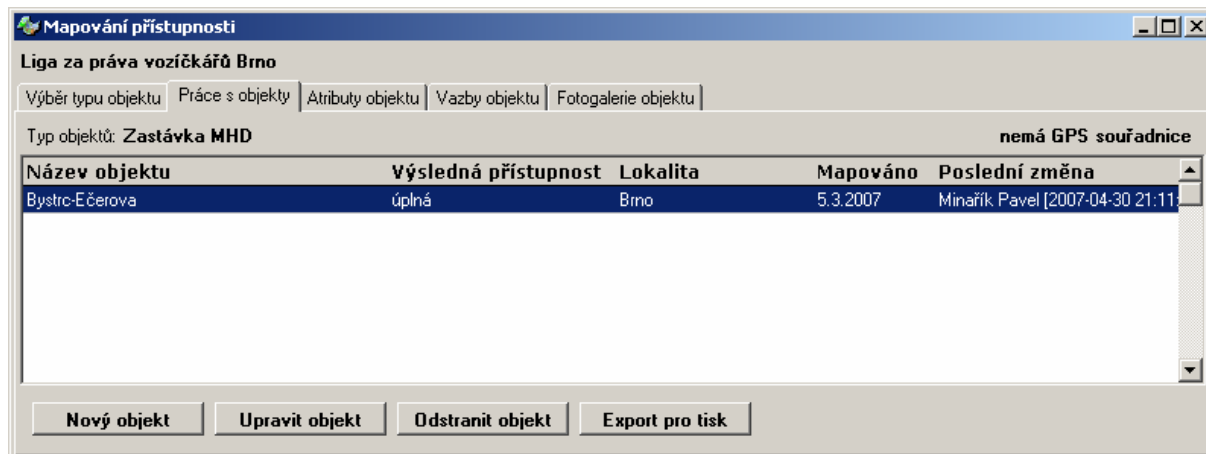 Mapování přístupnosti
Liga za práva vozíčkářů Brno
Výběr typu objektu Práce s objekty Atributy objektu Vazby objektu Fotogalerie objektu
Typ objektů: Zastávka MHD nemá GPS souřadnice
Název objektu Výsledná přístupnost Lokalita Mapováno Poslední změna
Bystrc-Ečerova úplná Brno 5.3.2007 Minařík Pavel [2007-04-30 21:11:
Nový objekt Upravit objekt Odstranit objekt Export pro tisk